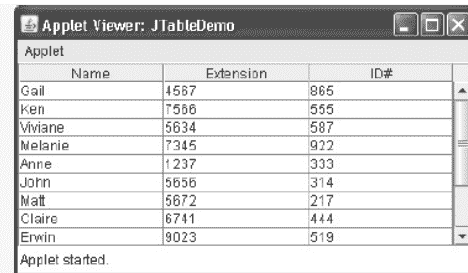 Applet Viewer: JTableDemo
Applet
Name Extension ID#
Gail 4567 865
Ken 7566 555
Viviane 5634 587
Melanie 7345 922
Anne 1237 333
John 5656 314
Matt 5672 217
Claire 6741 444
Erwin 9023 519
Applet started.